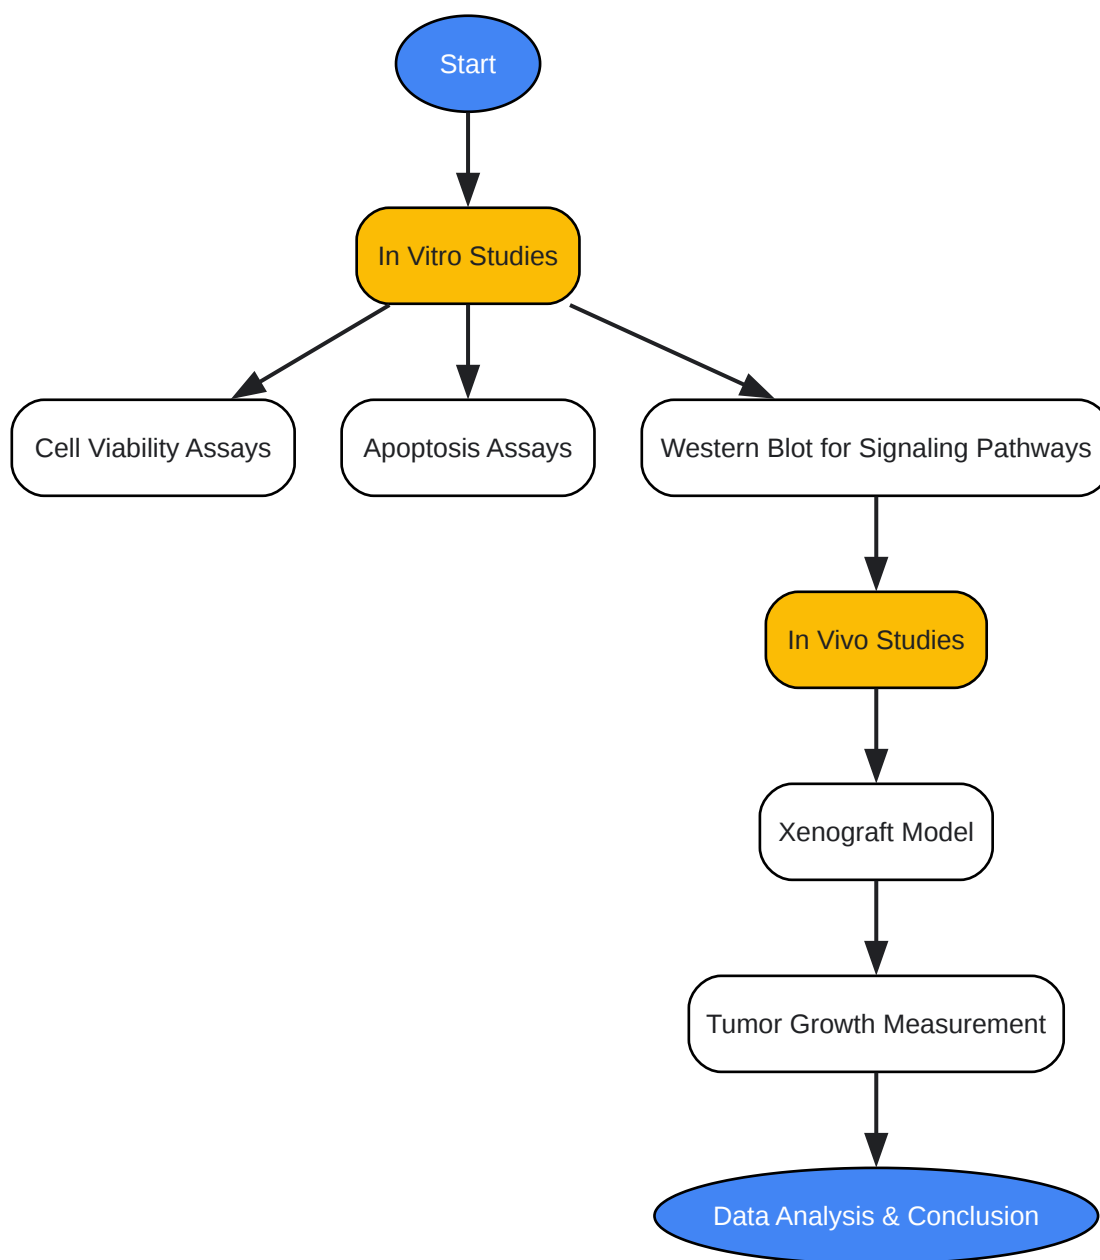 Start
In Vitro Studies
Cell Viability Assays
Apoptosis Assays
Western Blot for Signaling Pathways
In Vivo Studies
Xenograft Model
Tumor Growth Measurement
Data Analysis & Conclusion